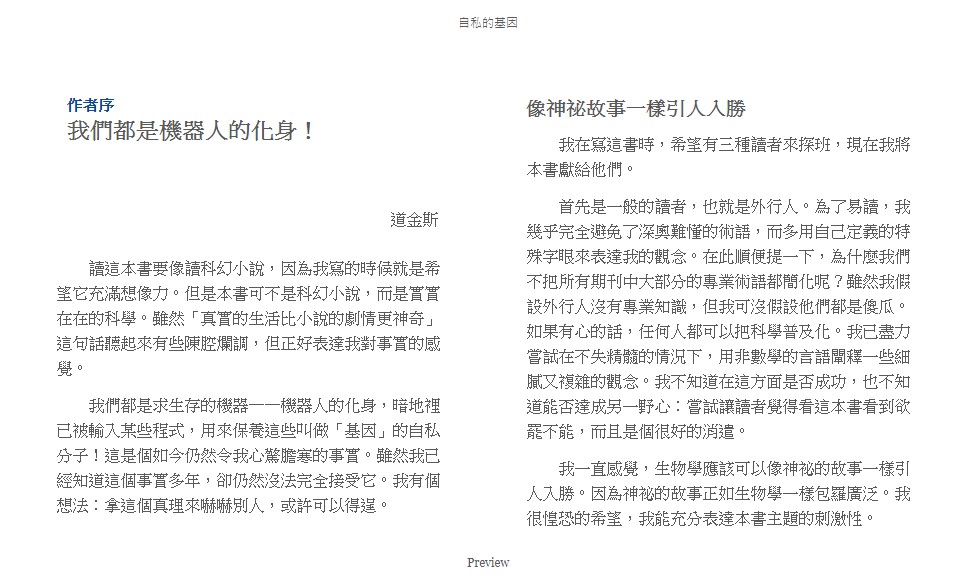 自私的基因
作者序
我們都是機器人的化身！
道金斯
讀這本書要像讀科幻小說，因為我寫的時候就是希
望它充滿想像力。但是本書可不是科幻小說，而是實實
在在的科學。雖然「真實的生活比小說的劇情更神奇」
這句話聽起來有些陳腔爛調，但正好表達我對事實的感
覺。
我們都是求生存的機器——機器人的化身，暗地裡
已被輸入某些程式，用來保養這些叫做「基因」的自私
分子！這是個如今仍然令我心驚膽寒的事實。雖然我已
經知道這個事實多年，卻仍然沒法完全接受它。我有個
想法：拿這個真理來嚇嚇別人，或許可以得逞。
像神祕故事一樣引人入勝
我在寫這書時，希望有三種讀者來探班，現在我將
本書獻給他們。
首先是一般的讀者，也就是外行人。為了易讀，我
幾乎完全避免了深奧難懂的術語，而多用自己定義的特
殊字眼來表達我的觀念。在此順便提一下，為什麼我們
不把所有期刊中大部分的專業術語都簡化呢？雖然我假
設外行人沒有專業知識，但我可沒假設他們都是傻瓜。
如果有心的話，任何人都可以把科學普及化。我已盡力
嘗試在不失精髓的情況下，用非數學的言語闡釋一些細
膩又複雜的觀念。我不知道在這方面是否成功，也不知
道能否達成另一野心：嘗試讓讀者覺得看這本書看到欲
罷不能，而且是個很好的消遣。
我一直感覺，生物學應該可以像神祕的故事一樣引
人入勝。因為神祕的故事正如生物學一樣包羅廣泛。我
很惶恐的希望，我能充分表達本書主題的刺激性。
Preview